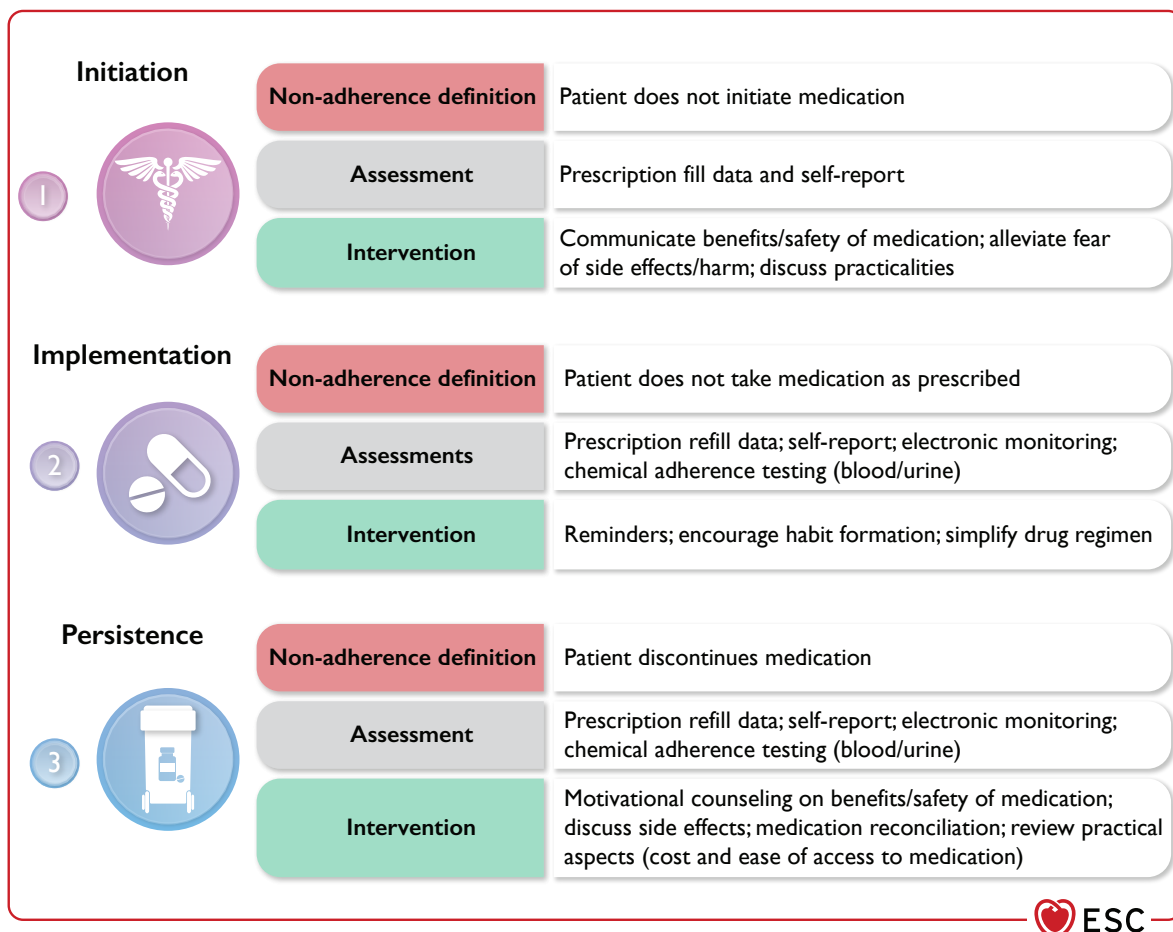 Initiation
1
Non-adherence definition
Patient does not initiate medication
Assessment
Prescription fill data and self-report
Intervention
Communicate benefits/safety of medication; alleviate fear
of side effects/harm; discuss practicalities
Implementation
2
Non-adherence definition
Patient does not take medication as prescribed
Assessments
Prescription refill data; self-report; electronic monitoring;
chemical adherence testing (blood/urine)
Intervention
Reminders; encourage habit formation; simplify drug regimen
Persistence
3
Non-adherence definition
Patient discontinues medication
Assessment
Prescription refill data; self-report; electronic monitoring;
chemical adherence testing (blood/urine)
Intervention
Motivational counseling on benefits/safety of medication;
discuss side effects; medication reconciliation; review practical
aspects (cost and ease of access to medication)
ESC